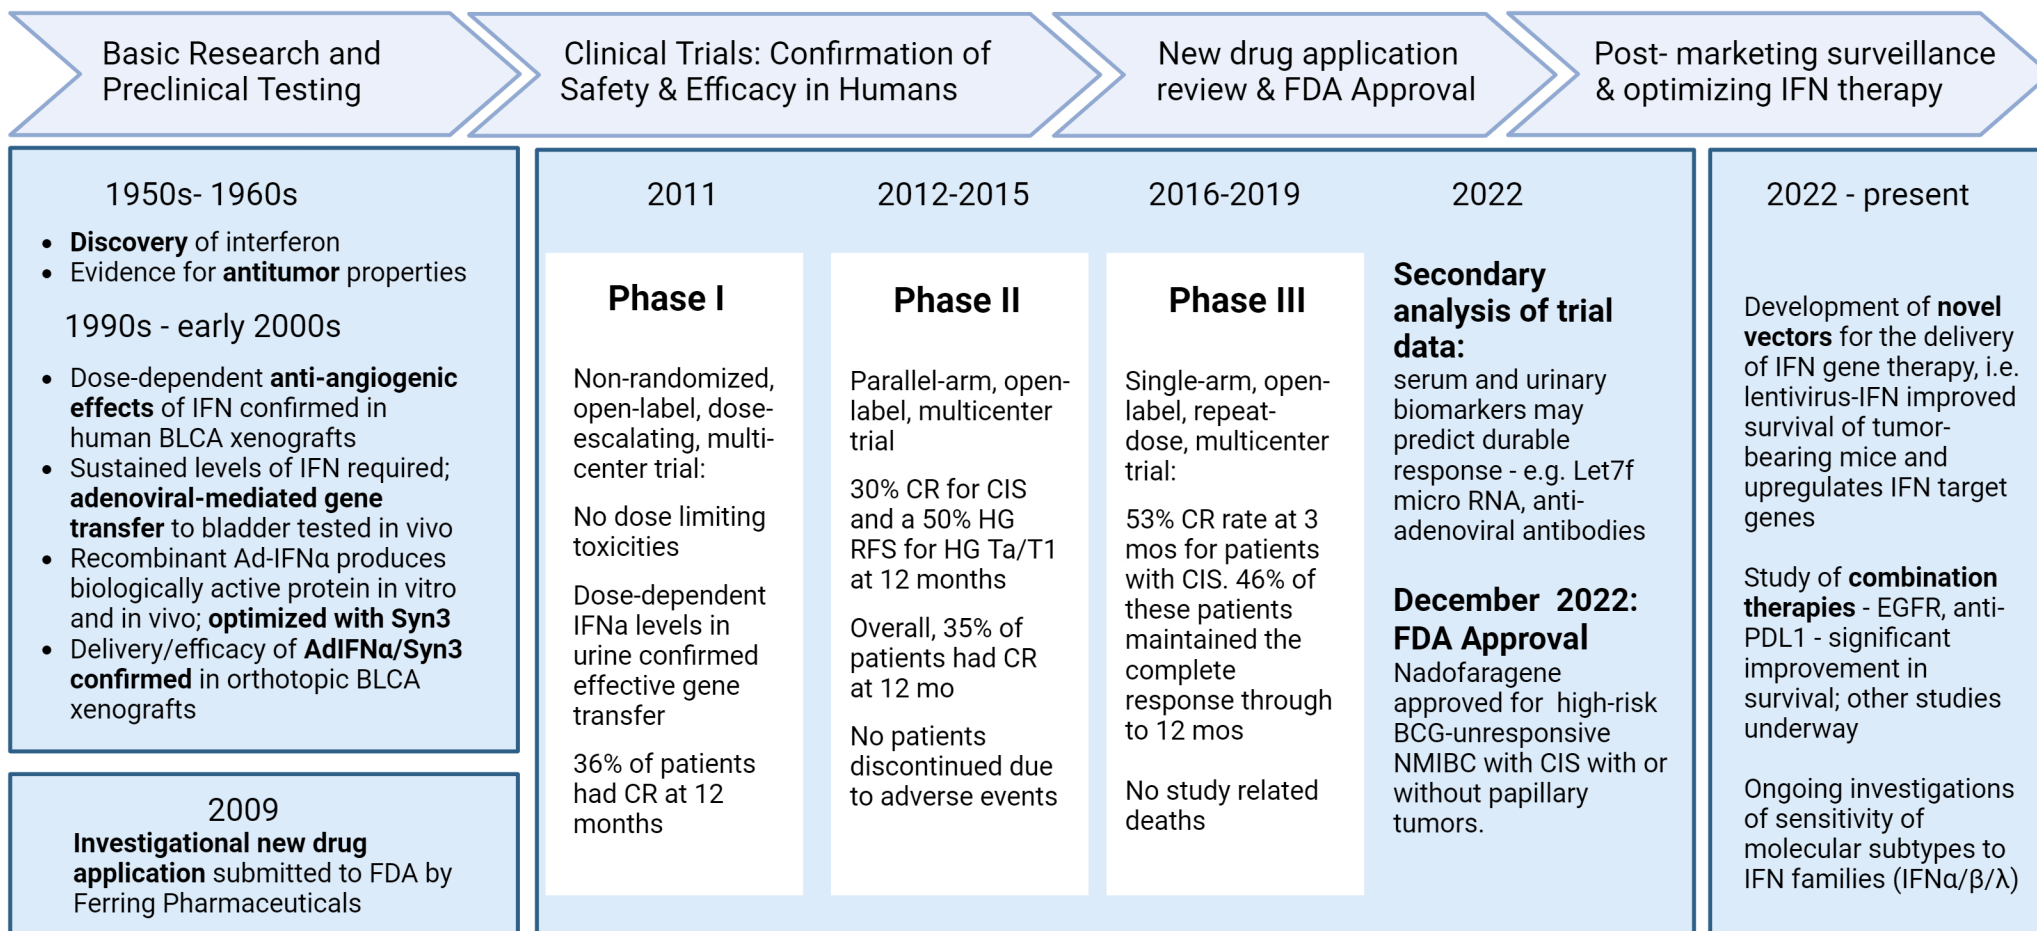 Basic Research and
Preclinical Testing
Clinical Trials: Confirmation of
Safety & Efficacy in Humans
New drug application
review & FDA Approval
Post- marketing surveillance
& optimizing IFN therapy
1950s- 1960s
• Discovery of interferon
• Evidence for antitumor properties
1990s - early 2000s
• Dose-dependent anti-angiogenic
effects of IFN confirmed in
human BLCA xenografts
• Sustained levels of IFN required;
adenoviral-mediated gene
transfer to bladder tested in vivo
• Recombinant Ad-IFNα produces
biologically active protein in vitro
and in vivo; optimized with Syn3
• Delivery/efficacy of AdIFNα/Syn3
confirmed in orthotopic BLCA
xenografts
2009
Investigational new drug
application submitted to FDA by
Ferring Pharmaceuticals
2011
Phase I
Non-randomized,
open-label, dose-
escalating, multi-
center trial:
No dose limiting
toxicities
Dose-dependent
IFNa levels in
urine confirmed
effective gene
transfer
36% of patients
had CR at 12
months
2012-2015
Phase II
Parallel-arm, open-
label, multicenter
trial
30% CR for CIS
and a 50% HG
RFS for HG Ta/T1
at 12 months
Overall, 35% of
patients had CR
at 12 mo
No patients
discontinued due
to adverse events
2016-2019
Phase III
Single-arm, open-
label, repeat-
dose, multicenter
trial:
53% CR rate at 3
mos for patients
with CIS. 46% of
these patients
maintained the
complete
response through
to 12 mos
No study related
deaths
2022
Secondary
analysis of trial
data:
serum and urinary
biomarkers may
predict durable
response - e.g. Let7f
micro RNA, anti-
adenoviral antibodies
December 2022:
FDA Approval
Nadofaragene
approved for high-risk
BCG-unresponsive
NMIBC with CIS with or
without papillary
tumors.
2022 - present
Development of novel
vectors for the delivery
of IFN gene therapy, i.e.
lentivirus-IFN improved
survival of tumor-
bearing mice and
upregulates IFN target
genes
Study of combination
therapies - EGFR, anti-
PDL1 - significant
improvement in
survival; other studies
underway
Ongoing investigations
of sensitivity of
molecular subtypes to
IFN families (IFNα/β/λ)